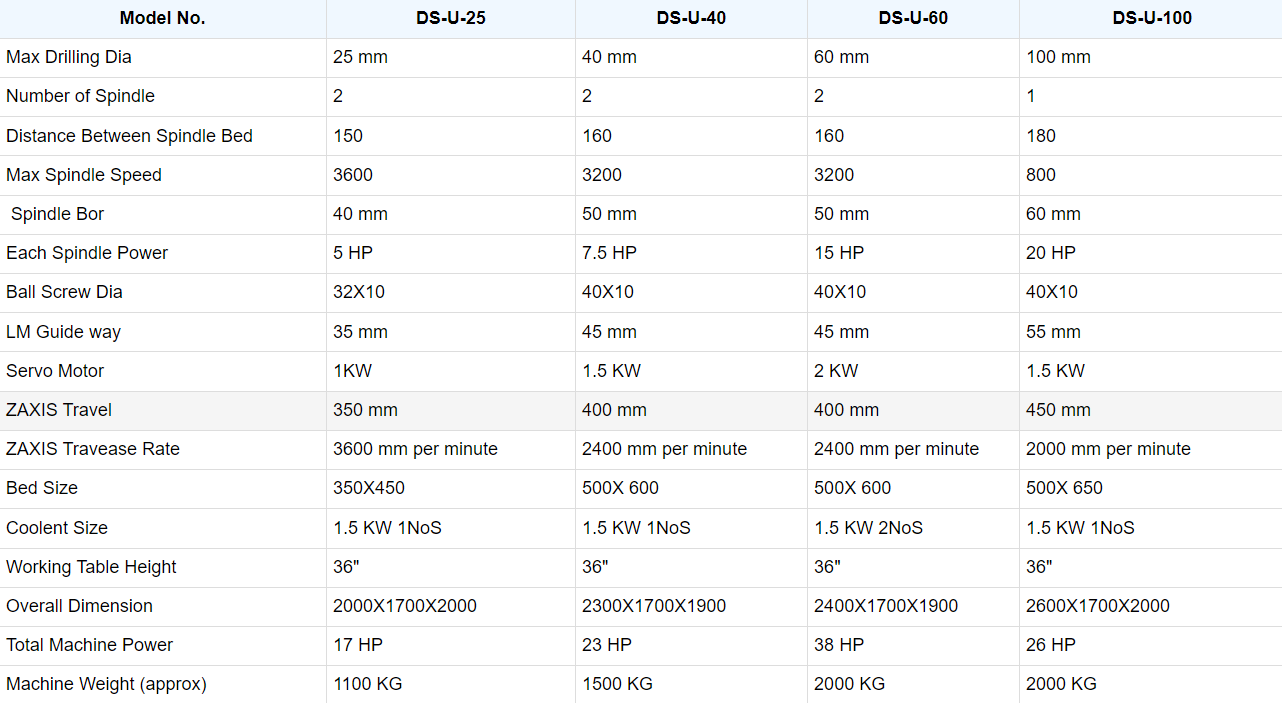 Model No. DS-U-25 DS-U-40 DS-U-60 DS-U-100
Max Drilling Dia 25 mm 40 mm 60 mm 100 mm
Number of Spindle 2 2 2 1
Distance Between Spindle Bed 150 160 160 180
Max Spindle Speed 3600 3200 3200 800
Spindle Bor 40 mm 50 mm 50 mm 60 mm
Each Spindle Power 5 HP 7.5 HP 15 HP 20 HP
Ball Screw Dia 32X10 40X10 40X10 40X10
LM Guide way 35 mm 45 mm 45 mm 55 mm
Servo Motor 1KW 1.5 KW 2 KW 1.5 KW
ZAXIS Travel 350 mm 400 mm 400 mm 450 mm
ZAXIS Travease Rate 3600 mm per minute 2400 mm per minute 2400 mm per minute 2000 mm per minute
Bed Size 350X450 500X 600 500X 600 500X 650
Coolent Size 1.5 KW 1NoS 1.5 KW 1NoS 1.5 KW 2NoS 1.5 KW 1NoS
Working Table Height 36" 36" 36" 36"
Overall Dimension 2000X1700X2000 2300X1700X1900 2400X1700X1900 2600X1700X2000
Total Machine Power 17 HP 23 HP 38 HP 26 HP
Machine Weight (approx) 1100 KG 1500 KG 2000 KG 2000 KG